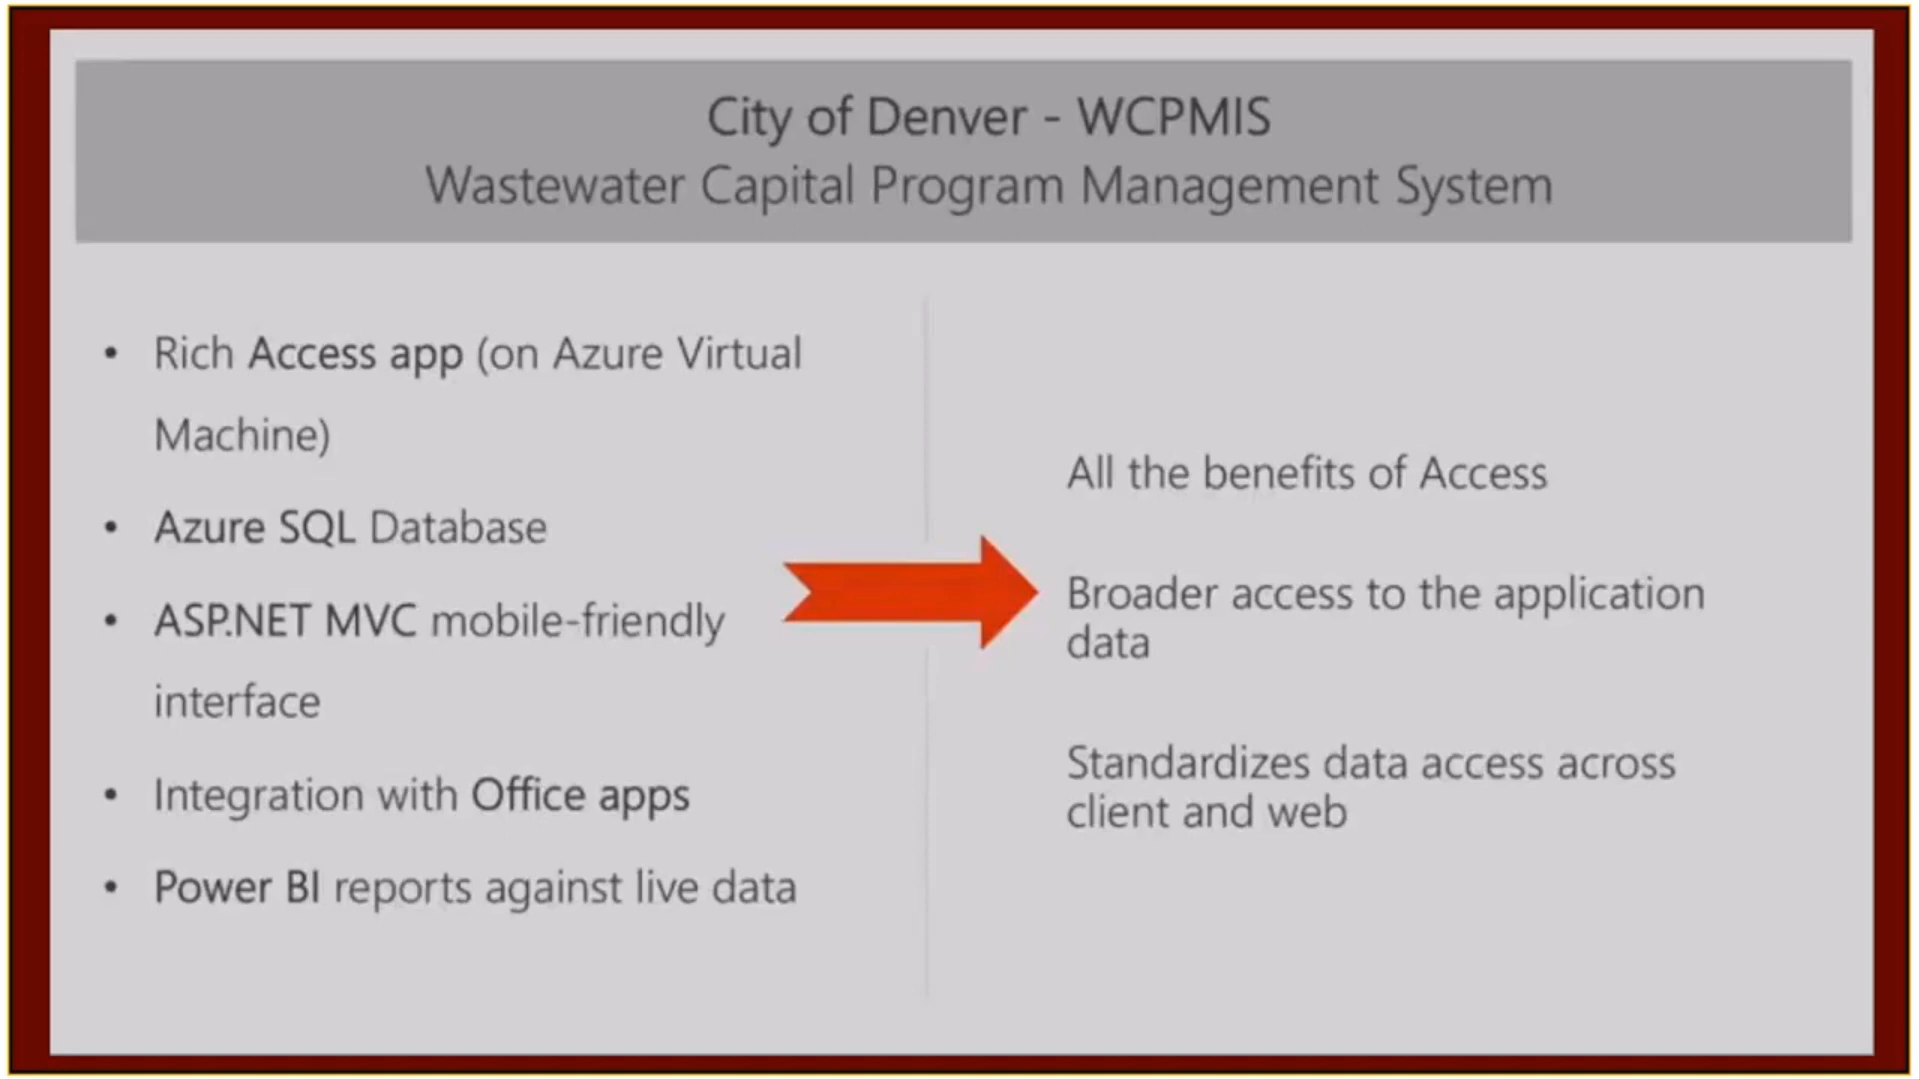 City of Denver - WCPMIS
Wastewater Capital Program Management System
• Rich Access app (on Azure Virtual
Machine)
• Azure SQL Database
• ASP.NET MVC mobile-friendly
interface
• Integration with Office apps
• Power BI reports against live data
All the benefits of Access
Broader access to the application
data
Standardizes data access across
client and web